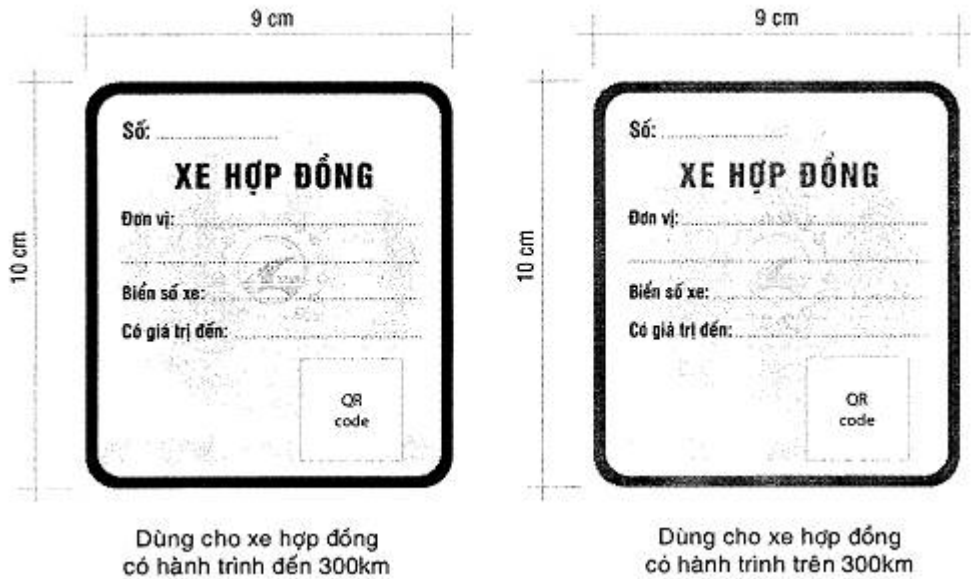 9 cm
10 cm
Số:
XE HỢP ĐỒNG
Đơn vị:
Biển số xe:
Có giá trị đến:
QR
code
Dùng cho xe hợp đồng
có hành trình đến 300km
9 cm
10 cm
Số:
XE HỢP ĐỒNG
Đơn vị:
Biển số xe:
Có giá trị đến:
QR
code
Dùng cho xe hợp đồng
có hành trình trên 300km